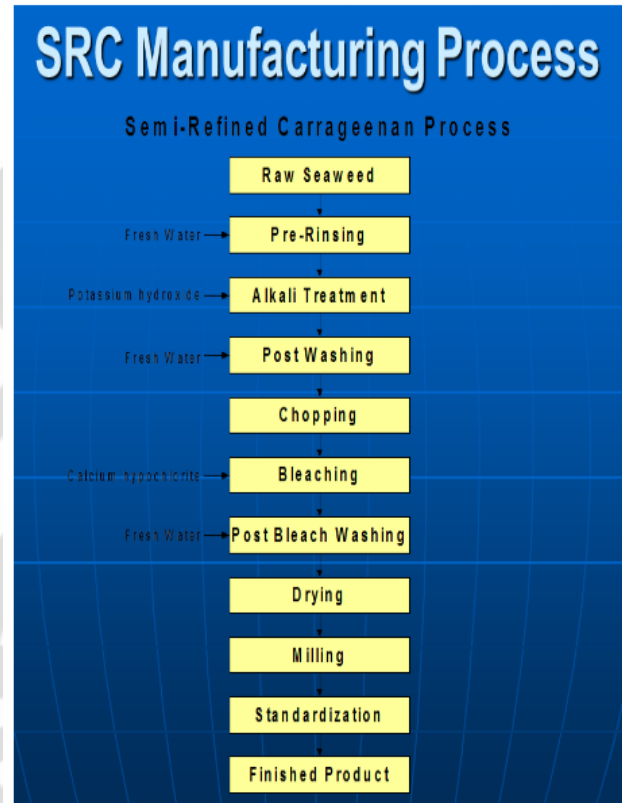 SRC Manufacturing Process
Semi-Refined Carrageenan Process
Raw Seaweed
Fresh Water
Pre-Rinsing
Potassium hydroxide
Alkali Treatment
Fresh Water
Post Washing
Chopping
Calcium hypochlorite
Bleaching
Fresh Water
Post Bleach Washing
Drying
Milling
Standardization
Finished Product